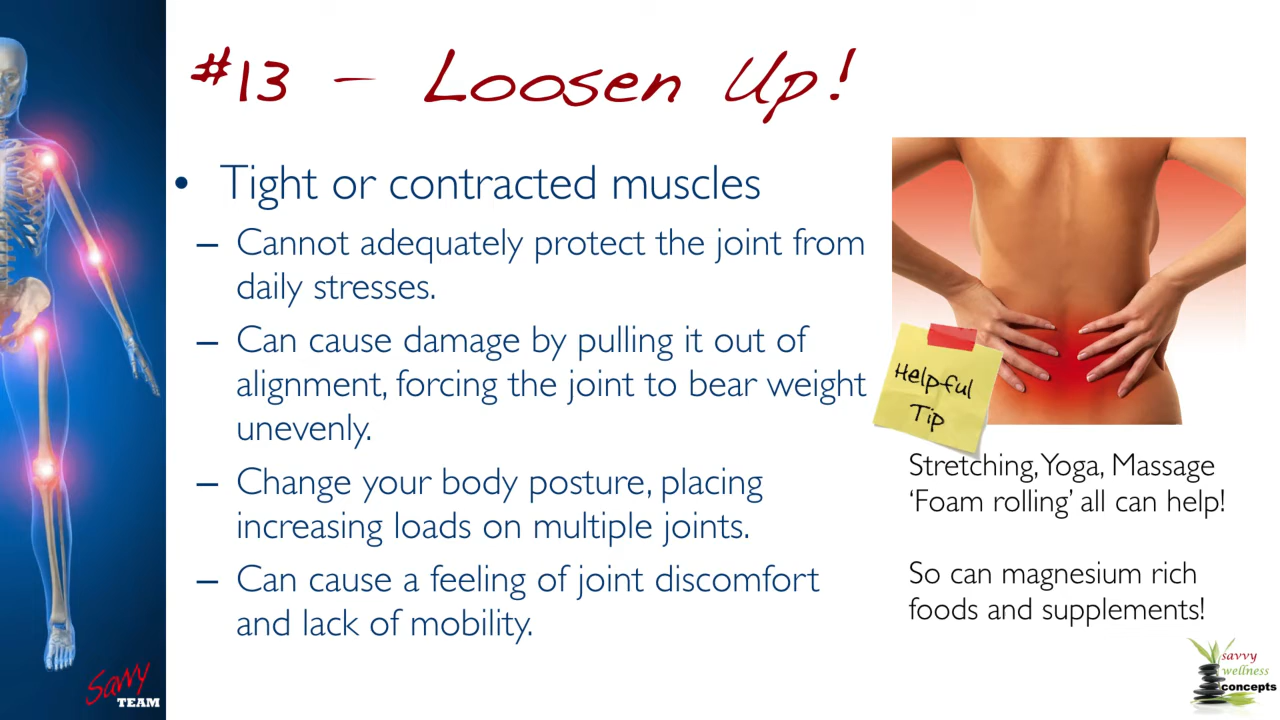 #13 – Loosen Up!
• Tight or contracted muscles
– Cannot adequately protect the joint from
daily stresses.
– Can cause damage by pulling it out of
alignment, forcing the joint to bear weight
unevenly.
– Change your body posture, placing
increasing loads on multiple joints.
– Can cause a feeling of joint discomfort
and lack of mobility.
Helpful
Tip
Stretching, Yoga, Massage
‘Foam rolling’ all can help!
So can magnesium rich
foods and supplements!
Savvy
TEAM
savvy
wellness
concepts